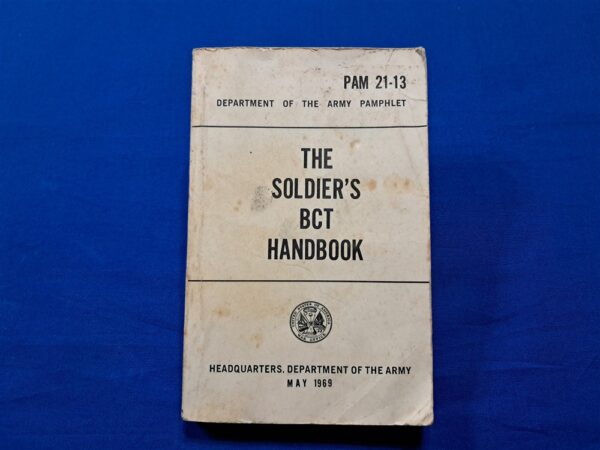 PAM 21-13
DEPARTMENT OF THE ARMY PAMPHLET
THE
SOLDIER'S
BCT
HANDBOOK
HEADQUARTERS, DEPARTMENT OF THE ARMY
MAY 1969